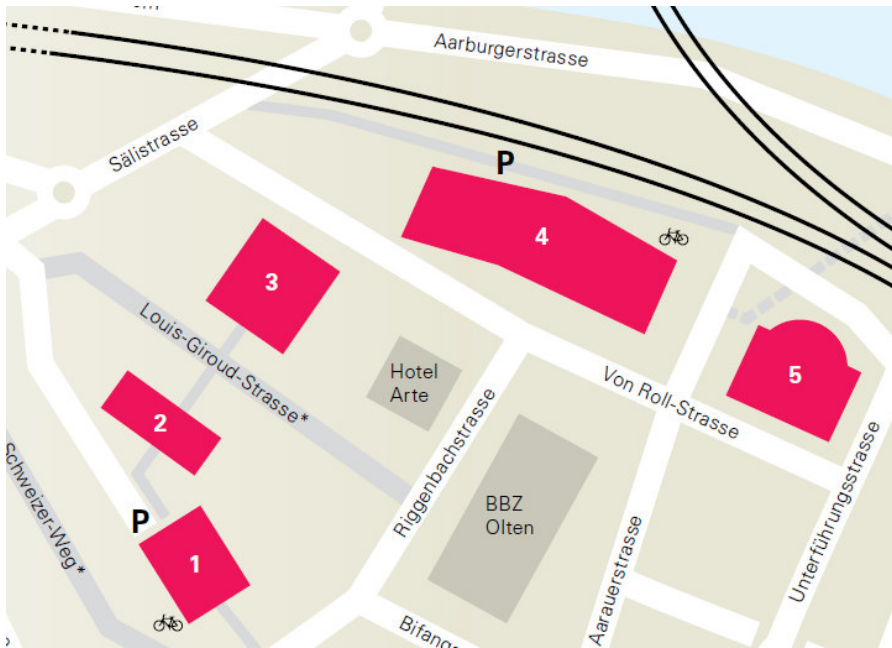 Aarburgerstrasse
Sälistrasse
P
4
3
Louis-Giroud-Strasse*
Hotel
Arte
Von Roll-Strasse
5
2
Riggenbachstrasse
BBZ
Olten
Schweizer-Weg*
P
1
Aarauerstrasse
Unterführungsstrasse
Bifangs